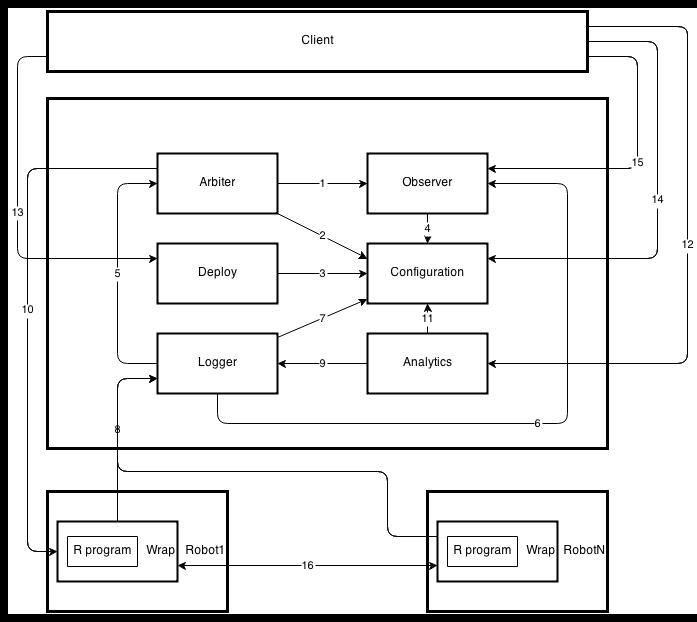 Client
15
Arbiter
1
Observer
14
13
2
4
12
5
Deploy
3
Configuration
10
7
11
Logger
9
Analytics
6
8
R program Wrap Robot1
R program Wrap RobotN
16